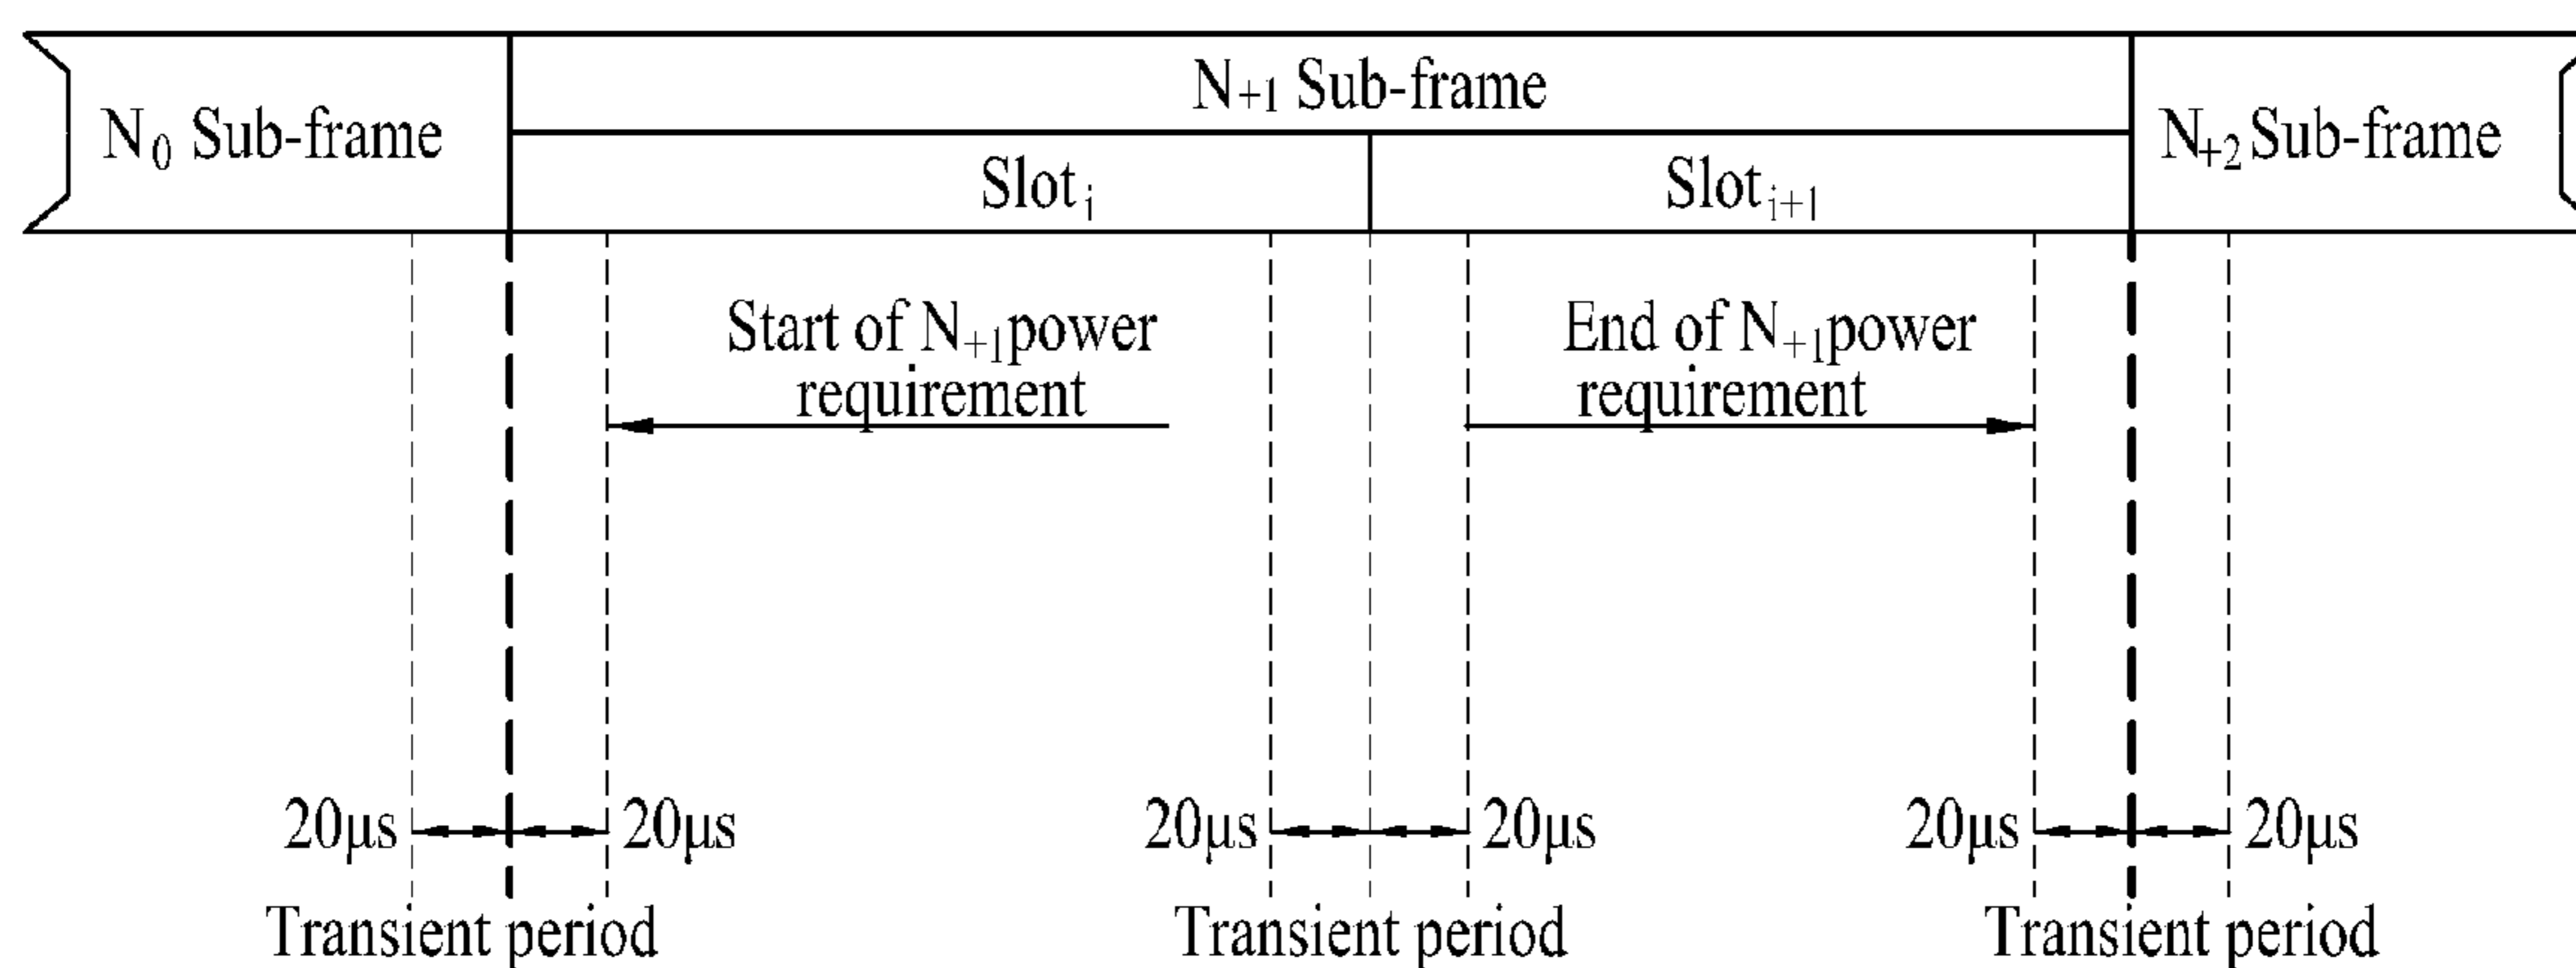 N+1 Sub-frame
N0 Sub-frame
N+2 Sub-frame
Slot i
Slot i+1
Start of N+1 power
requirement
End of N+1 power
requirement
20μs
20μs
20μs
20μs
20μs
20μs
Transient period
Transient period
Transient period